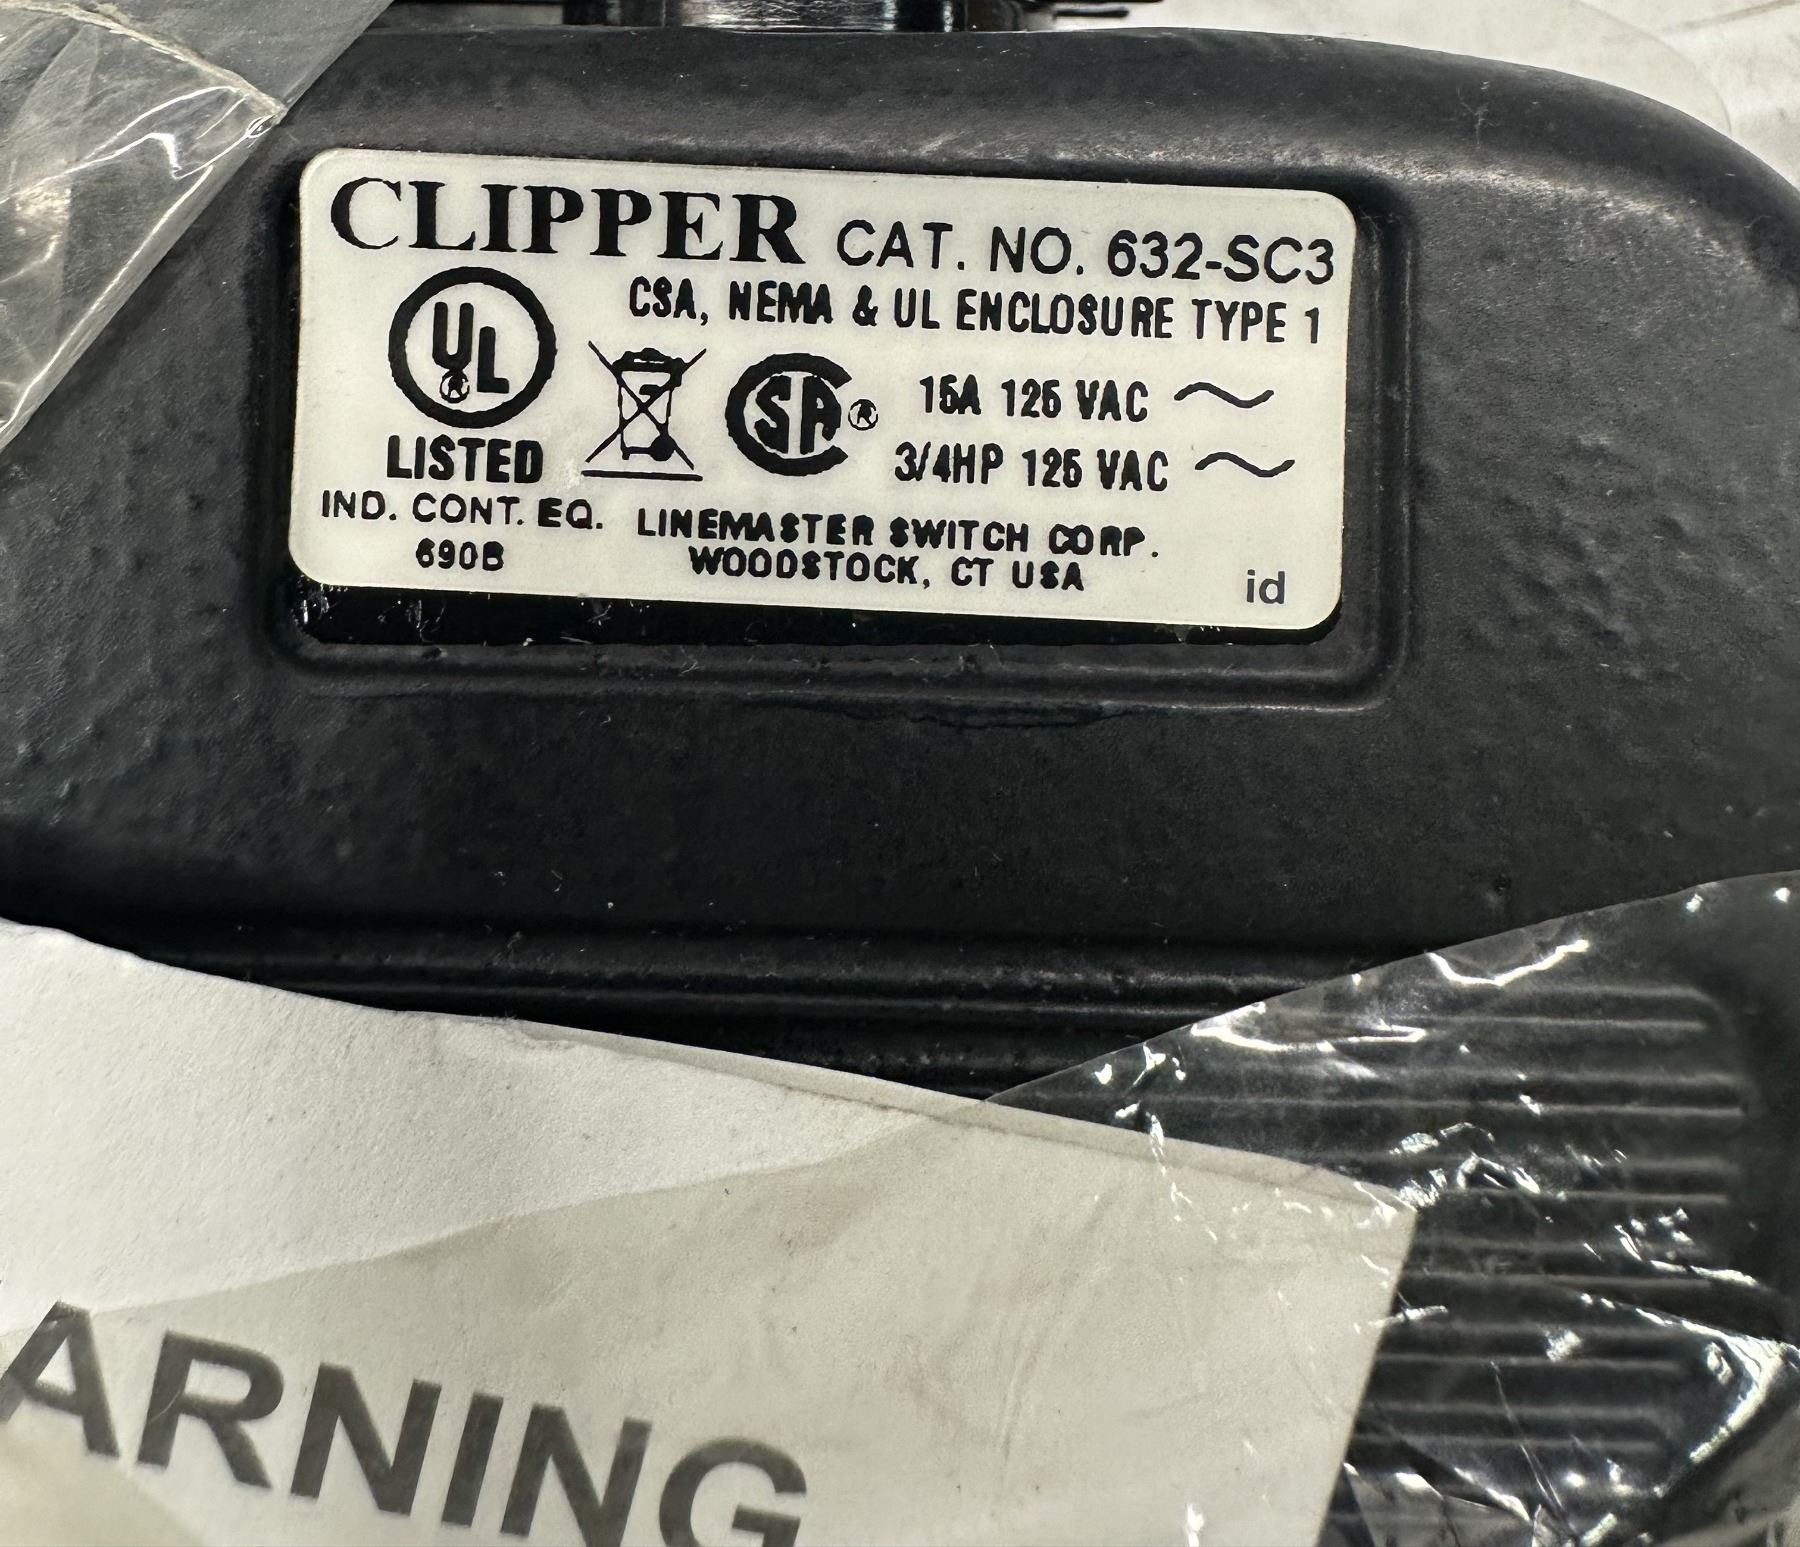 CLIPPER CAT. NO. 632-SC3
CSA, NEMA & UL ENCLOSURE TYPE 1
UL ®
LISTED
SA ®
15A 125 VAC ~
3/4HP 125 VAC ~
IND. CONT. EQ.
690B
LINEMASTER SWITCH CORP.
WOODSTOCK, CT USA
id
ARNING